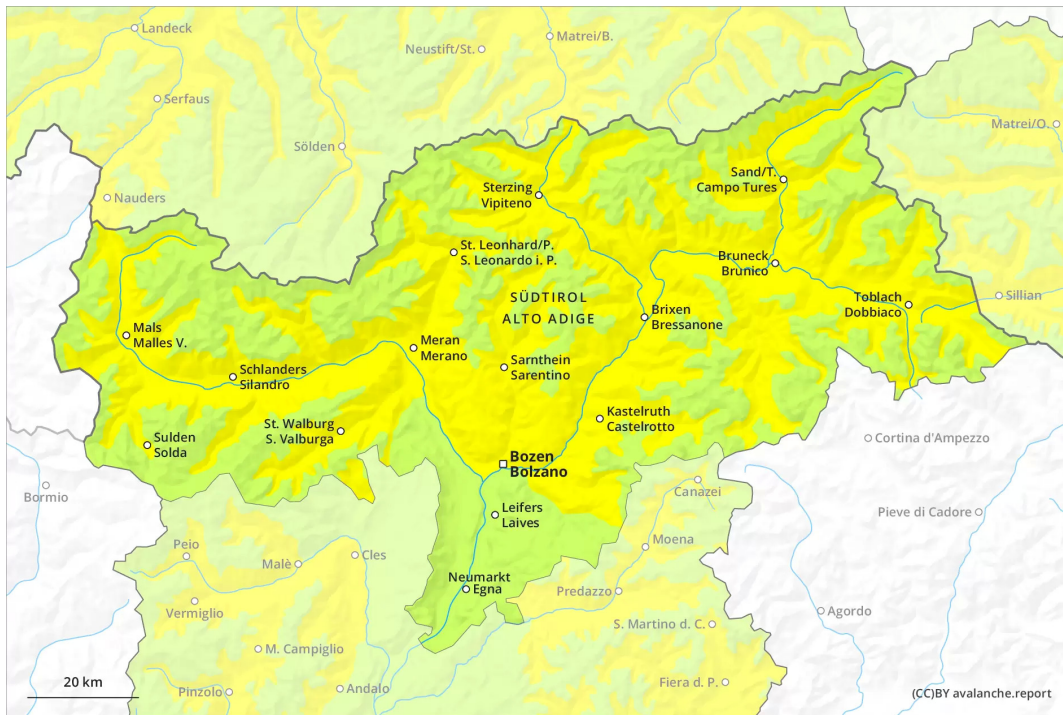 Landeck
Matrei/B.
Neustift/St.
Serfaus
Matrei/O.
Sölden
Sand/T.
Campo Tures
Sterzing
Vipiteno
Nauders
St. Leonhard/P.
S. Leonardo i. P.
Bruneck
Brunico
SÜDTIROL
ALTO ADIGE
Toblach
Dobbiaco
Sillian
Brixen
Bressanone
Mals
Malles V.
Meran
Merano
Sarnthein
Sarentino
Schlanders
Silandro
Kastelruth
Castelrotto
St. Walburg
S. Valburga
Sulden
Solda
Cortina d'Ampezzo
Bozen
Bolzano
Bormio
Canazei
Leifers
Laives
Pieve di Cadore
Moena
Peio
Cles
Malè
Neumarkt
Egna
Predazzo
Vermiglio
Agordo
S. Martino d. C.
M. Campiglio
20 km
Pinzolo
Andalo
Fiera d. P.
(CC)BY avalanche.report